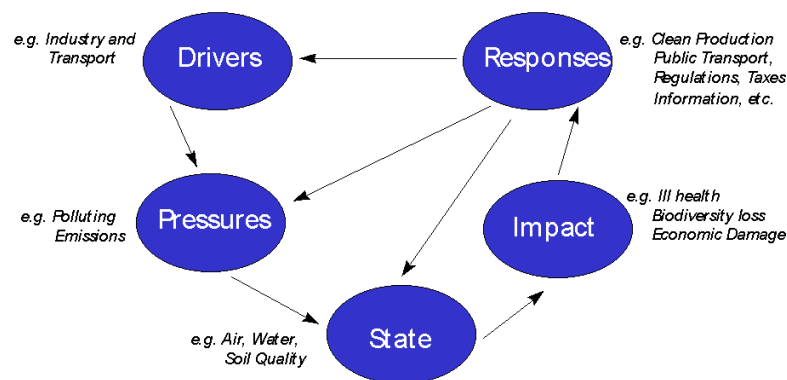 e.g. Industry and
Transport
Drivers
Responses
e.g. Clean Production
Public Transport,
Regulations, Taxes
Information, etc.
e.g. Polluting
Emissions
Pressures
Impact
e.g. Ill health
Biodiversity loss
Economic Damage
e.g. Air, Water,
Soil Quality
State